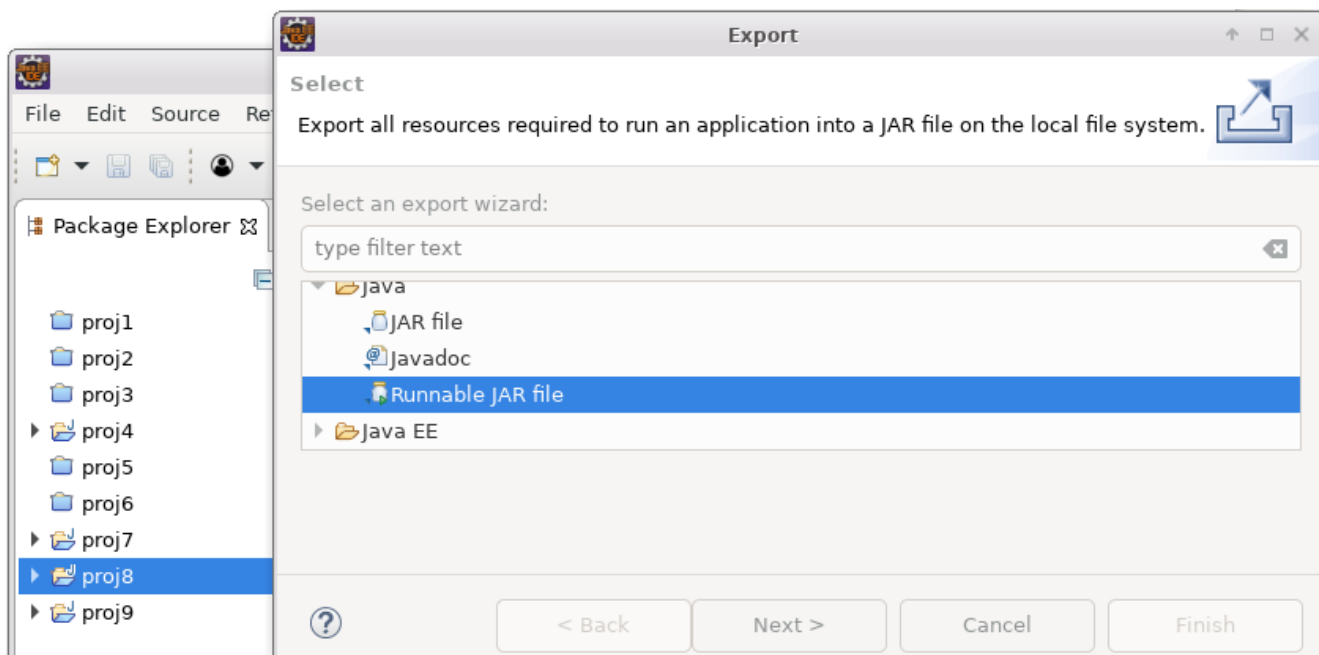 Export
Select
File Edit Source Re
Export all resources required to run an application into a JAR file on the local file system.
Select an export wizard:
Package Explorer
type filter text
Java
proj1
JAR file
proj2
Javadoc
proj3
Runnable JAR file
proj4
Java EE
proj5
proj6
proj7
proj8
proj9
?
< Back
Next >
Cancel
Finish